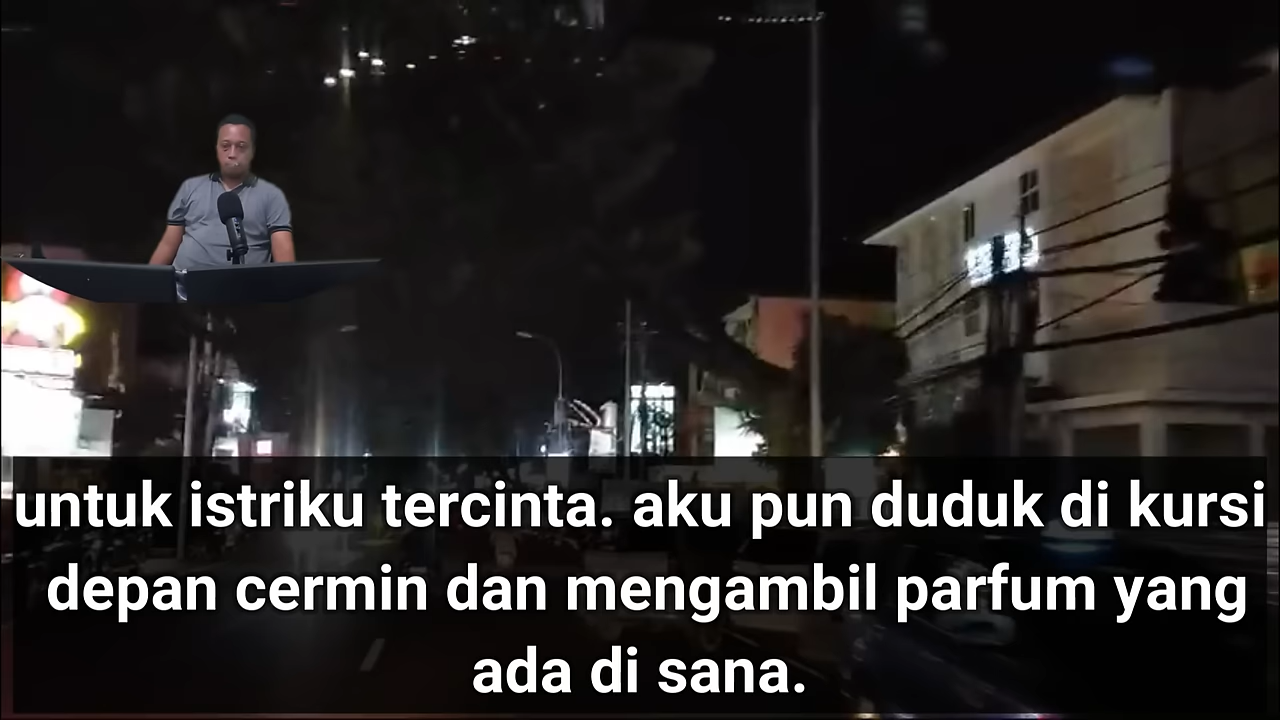 untuk istriku tercinta. aku pun duduk di kursi
depan cermin dan mengambil parfum yang
ada di sana.